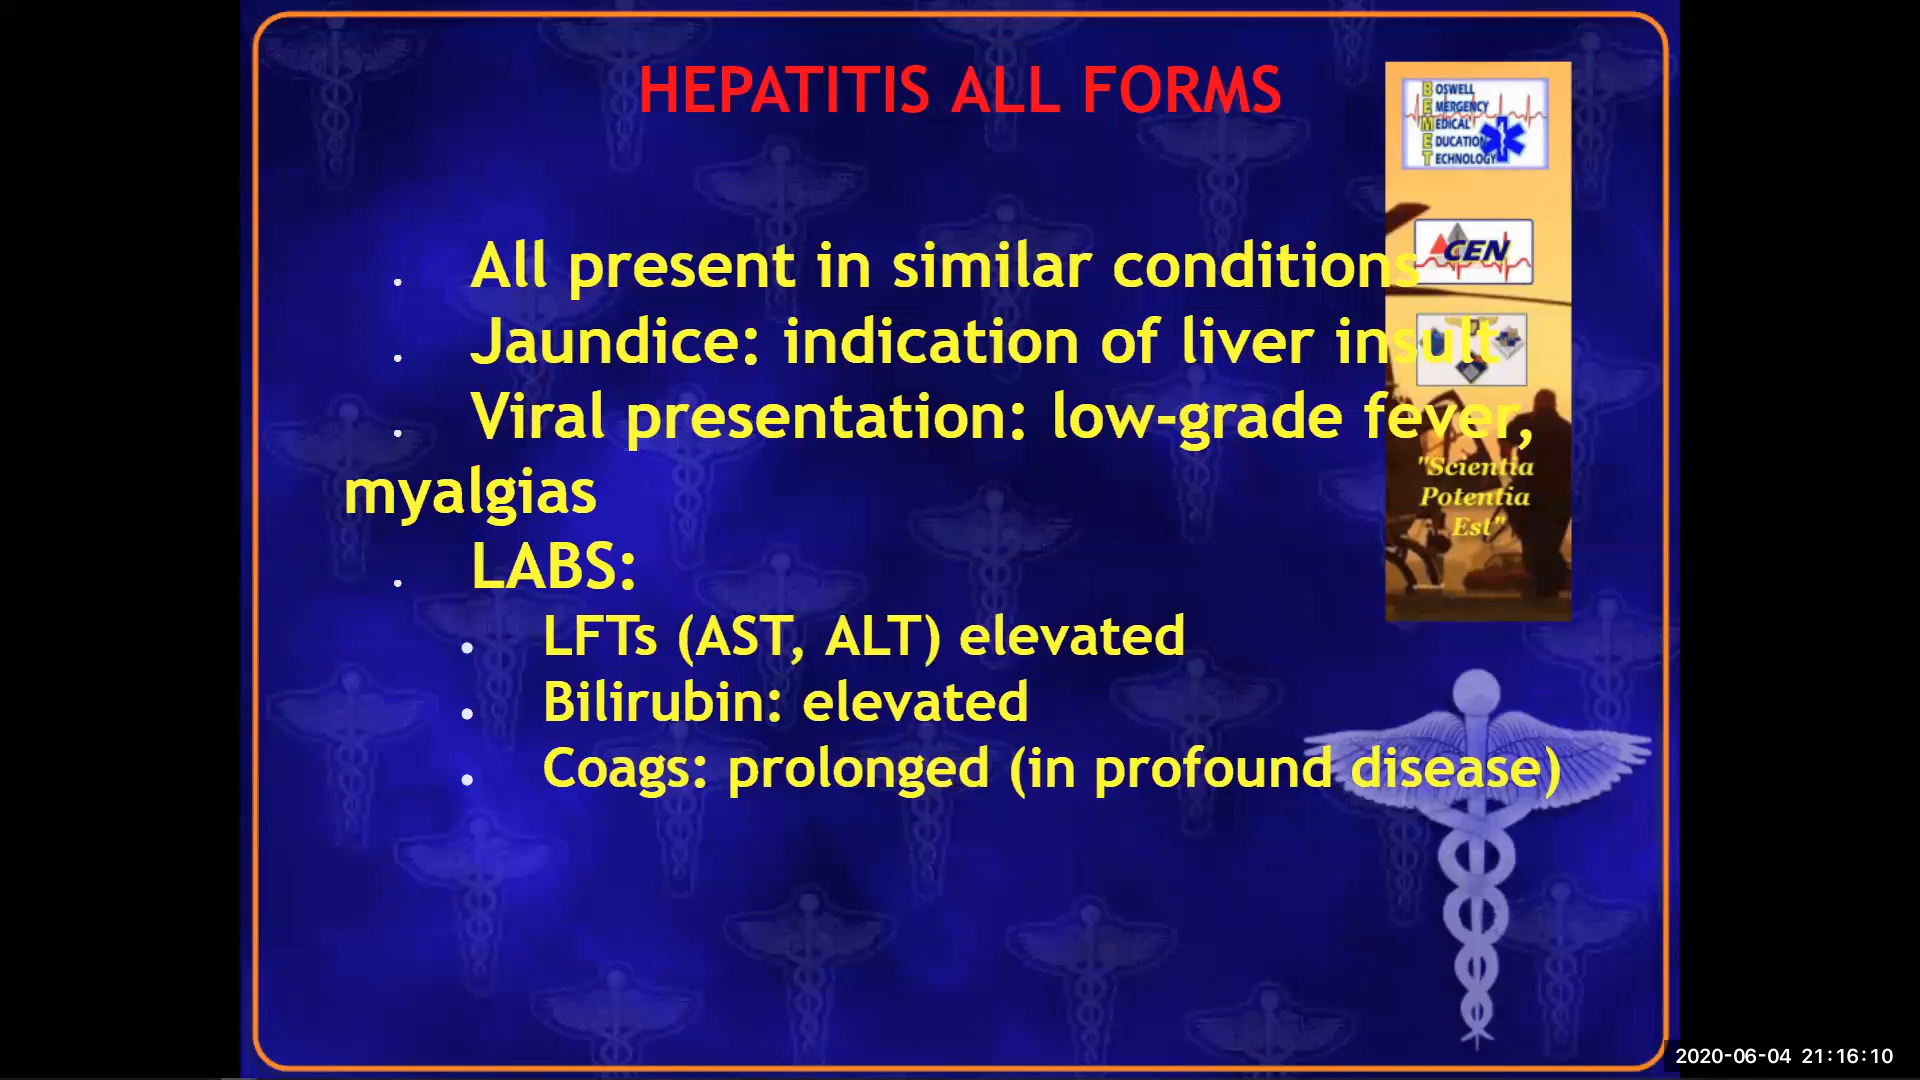 HEPATITIS ALL FORMS
BOSWELL
EMERGENCY
MEDICAL
EDUCATION
TECHNOLOGY
CEN
All present in similar conditions
Jaundice: indication of liver insult
Viral presentation: low-grade fever,
myalgias
"Scientia
Potentia
Est"
LABS:
LFTs (AST, ALT) elevated
Bilirubin: elevated
Coags: prolonged (in profound disease)
2020-06-04 21:16:10